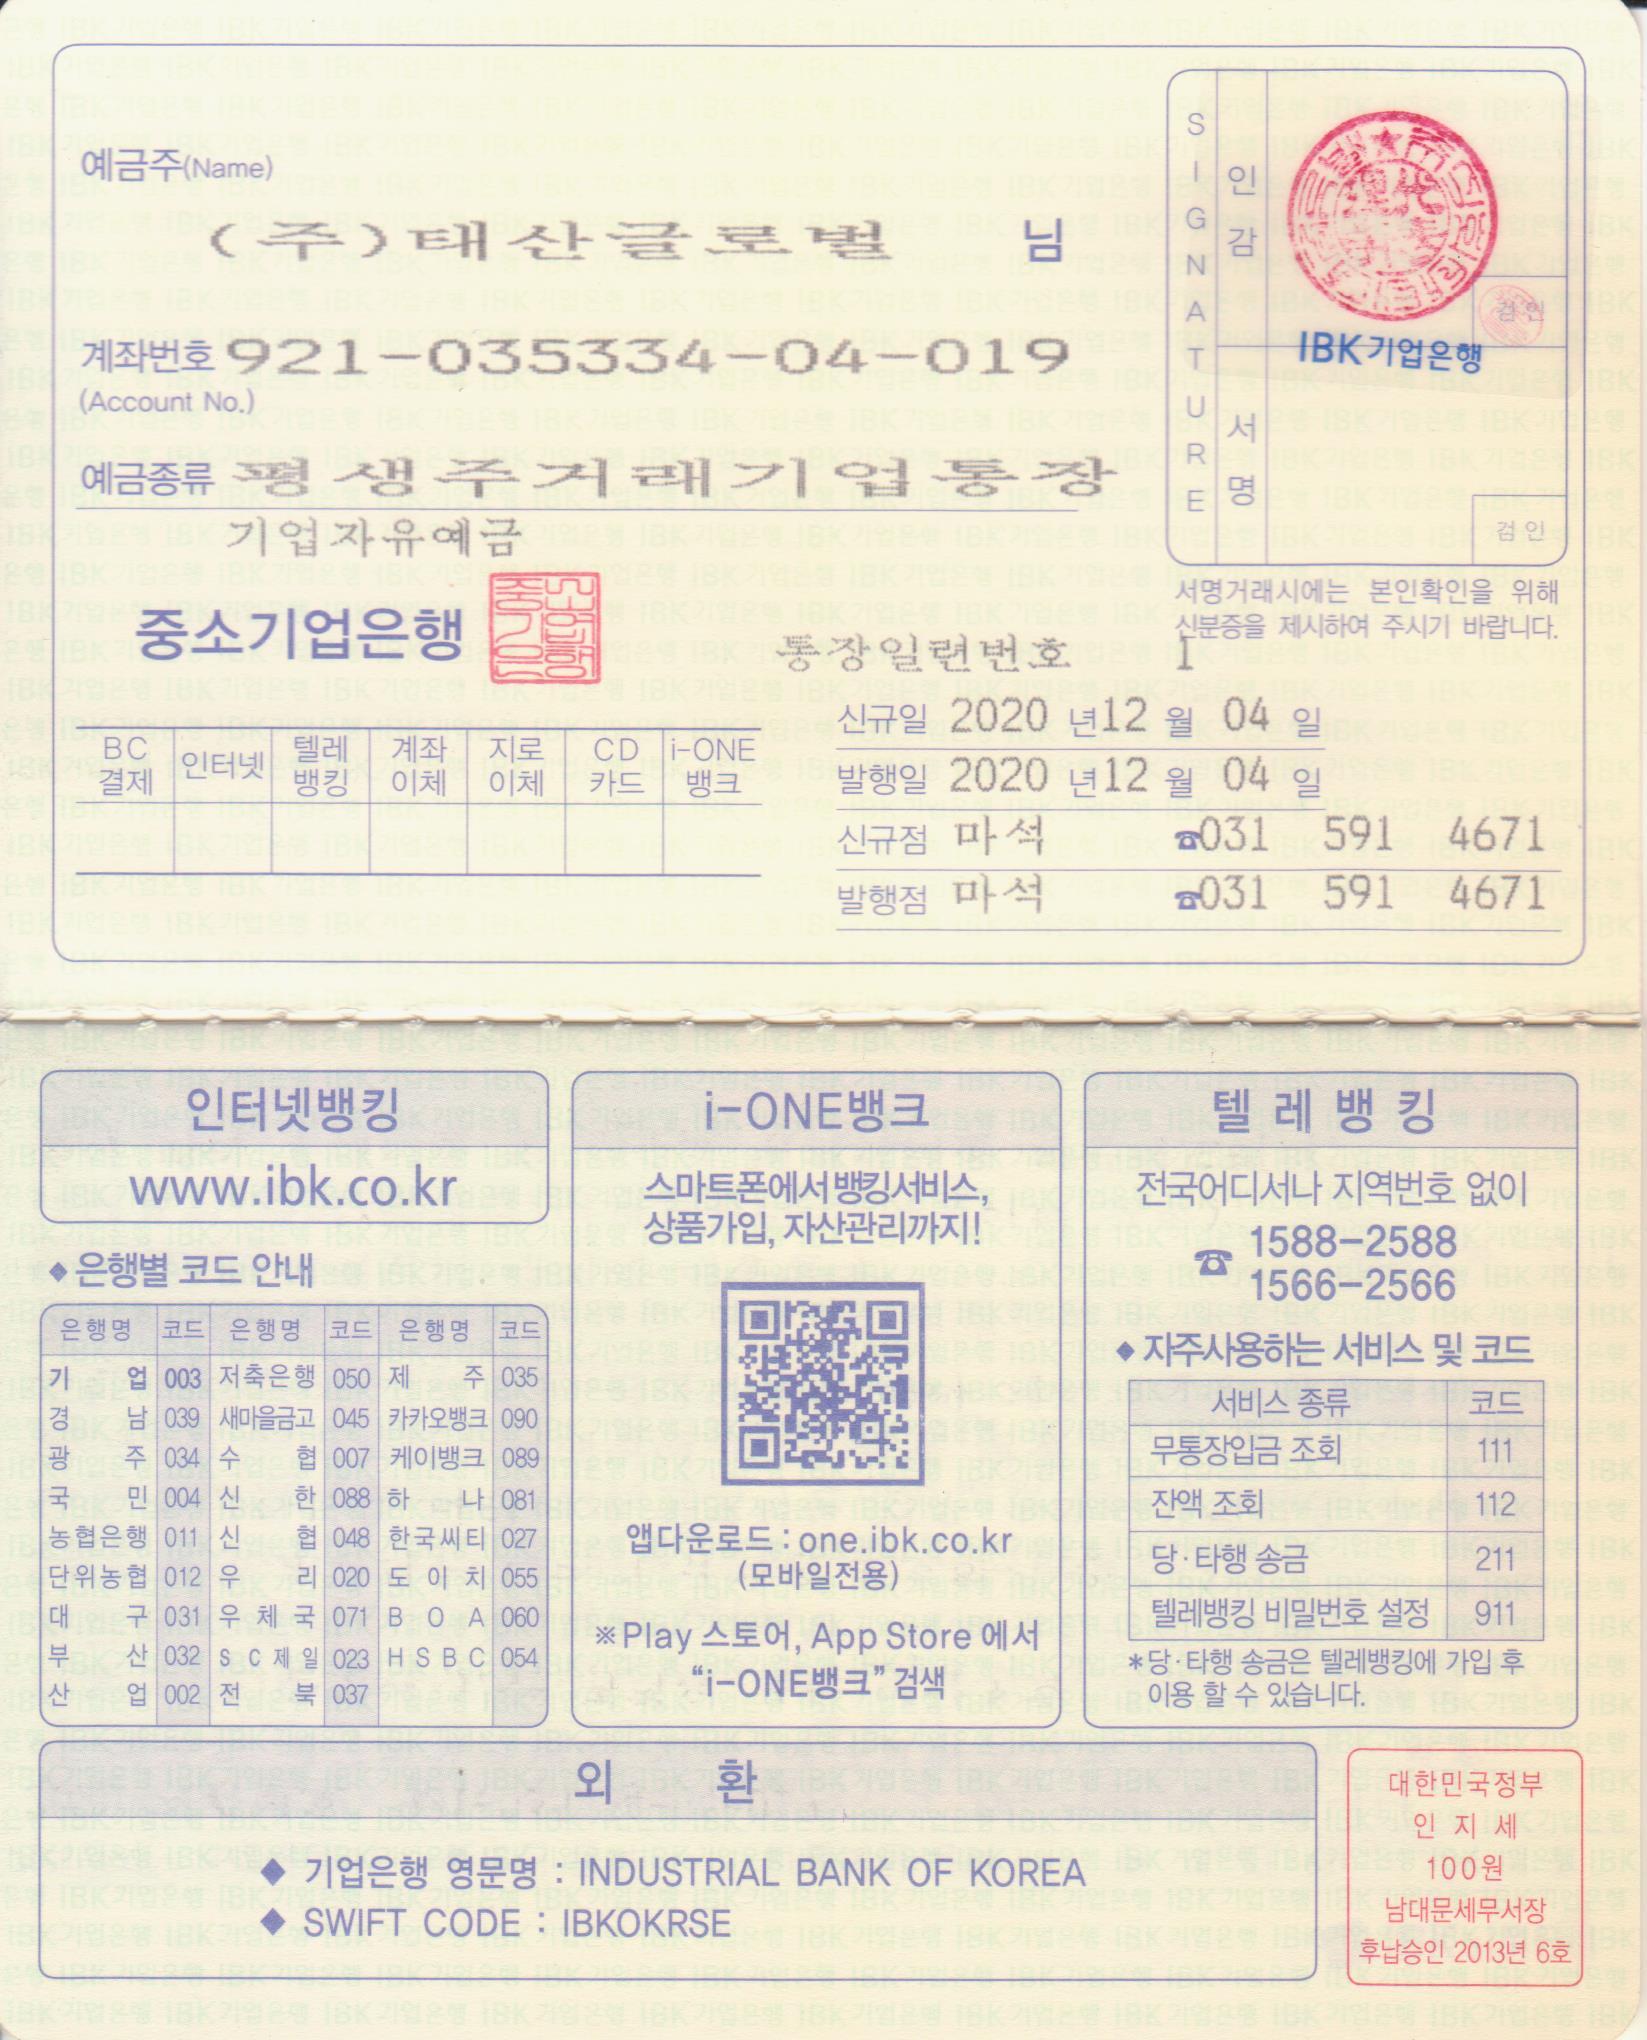 예금주(Name)
(주)태산글로벌 님
계좌번호 921-035334-04-019
(Account No.)
예금종류 평생주거래기업통장
기업자유예금
중소기업은행
통장일련번호 1
SIGNATURE
인감
검인
IBK기업은행
서명
검인
서명거래시에는 본인확인을 위해
신분증을 제시하여 주시기 바랍니다.
BC결제 인터넷 텔레뱅킹 계좌이체 지로이체 CD카드 i-ONE뱅크
신규일 2020 년 12 월 04 일
발행일 2020 년 12 월 04 일
신규점 마석 ☎031 591 4671
발행점 마석 ☎031 591 4671
인터넷뱅킹
www.ibk.co.kr
◆은행별 코드 안내
은행명 코드 은행명 코드 은행명 코드
기 업 003 저축은행 050 제 주 035
경 남 039 새마을금고 045 카카오뱅크 090
광 주 034 수 협 007 케이뱅크 089
국 민 004 신 한 088 하 나 081
농협은행 011 신 협 048 한국씨티 027
단위농협 012 우 리 020 도 이 치 055
대 구 031 우 체 국 071 B O A 060
부 산 032 S C 제 일 023 H S B C 054
산 업 002 전 북 037
i-ONE뱅크
스마트폰에서 뱅킹서비스,
상품가입, 자산관리까지!
앱다운로드 : one.ibk.co.kr
(모바일전용)
※Play 스토어, App Store 에서
“i-ONE뱅크” 검색
텔레뱅킹
전국어디서나 지역번호 없이
☎ 1588-2588
1566-2566
◆ 자주사용하는 서비스 및 코드
서비스 종류 코드
무통장입금 조회 111
잔액 조회 112
당·타행 송금 211
텔레뱅킹 비밀번호 설정 911
*당·타행 송금은 텔레뱅킹에 가입 후
이용 할 수 있습니다.
외 환
◆ 기업은행 영문명 : INDUSTRIAL BANK OF KOREA
◆ SWIFT CODE : IBKOKRSE
대한민국정부
인 지 세
100원
남대문세무서장
후납승인 2013년 6호